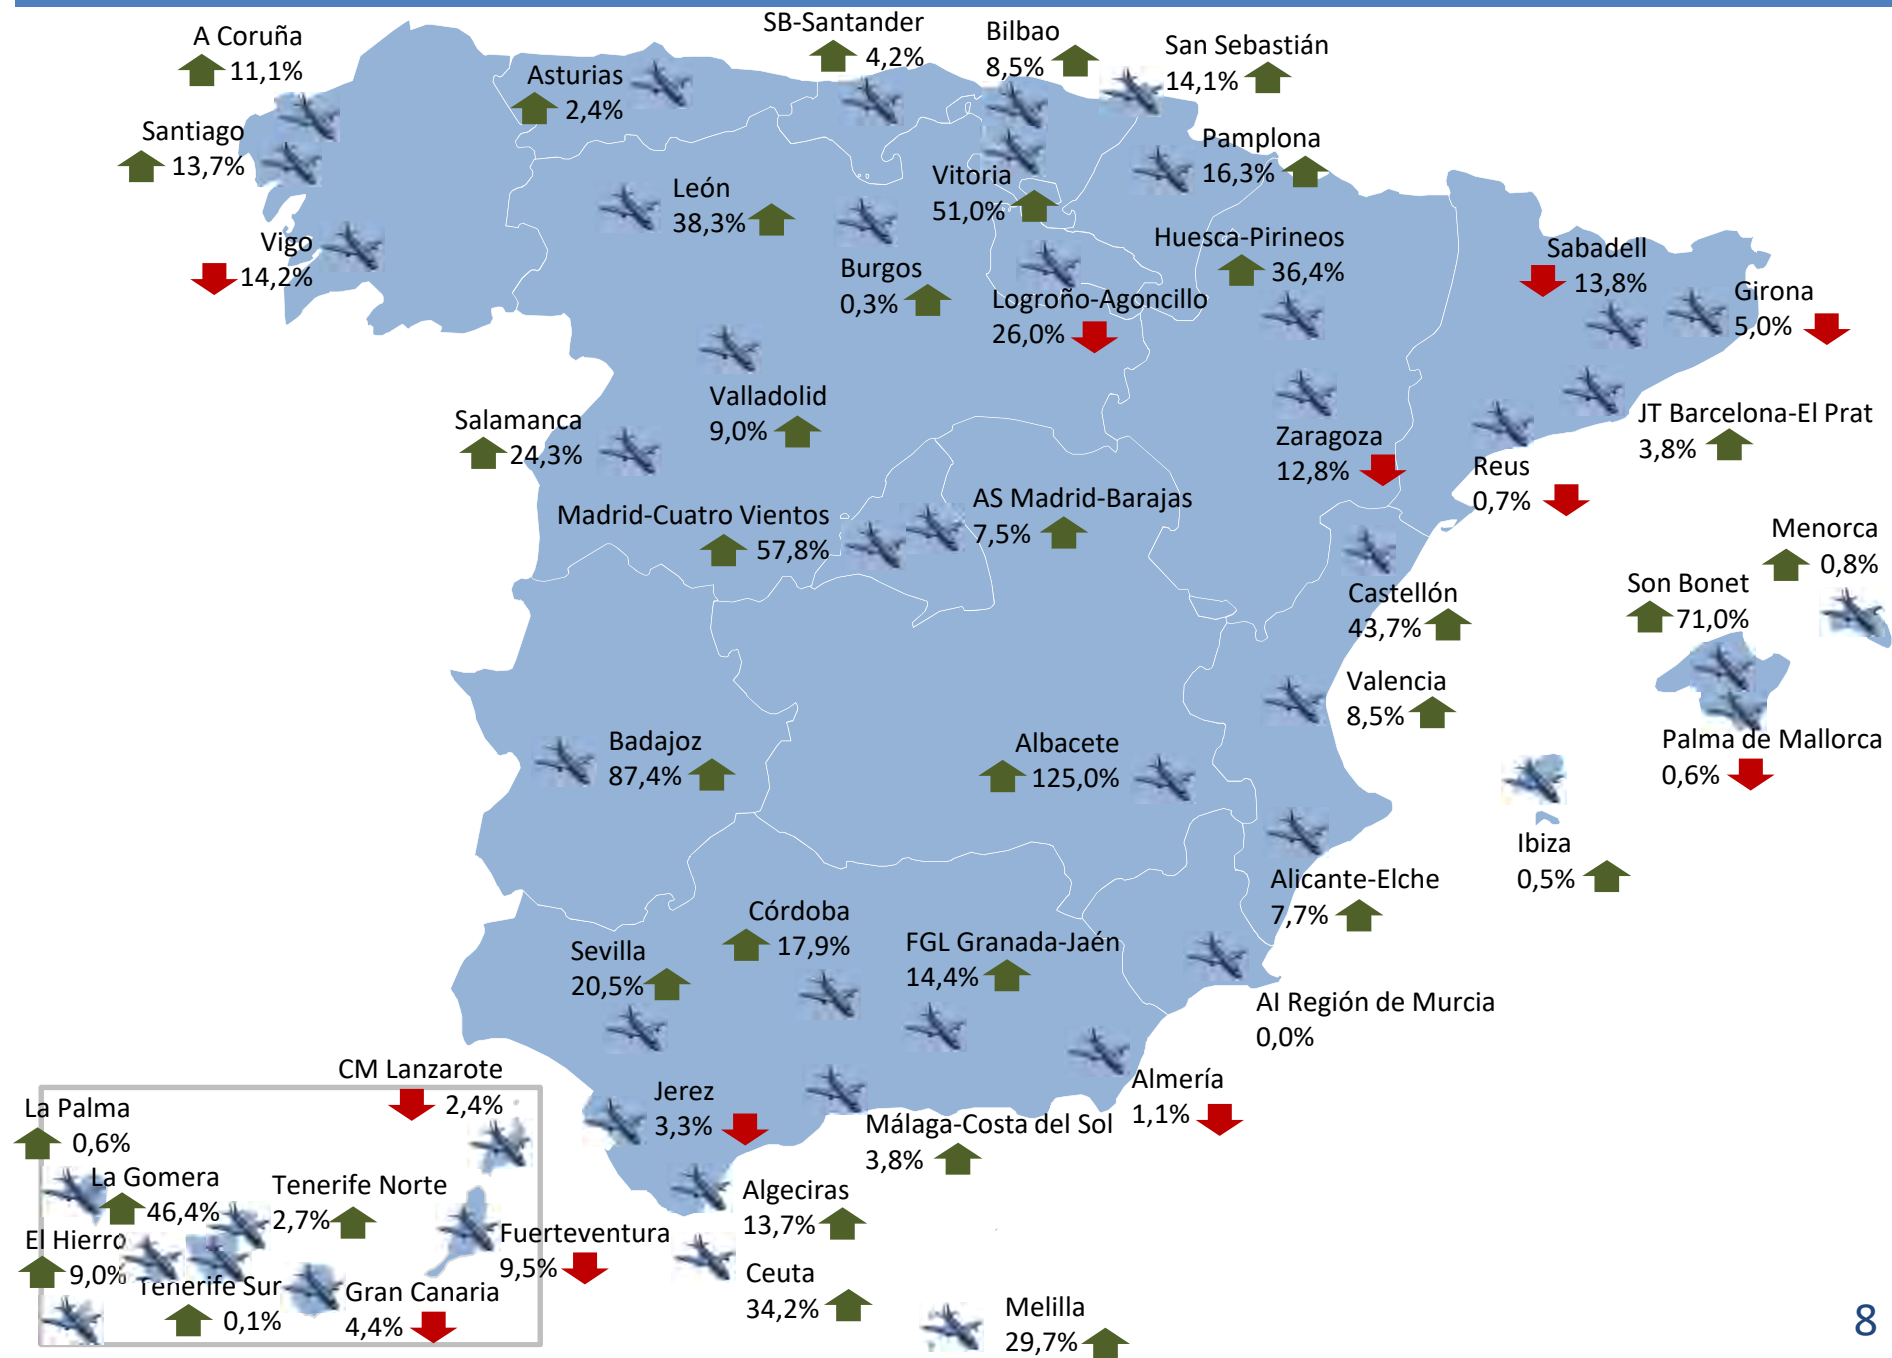 A Coruña
11,1%
SB-Santander
4,2%
Bilbao
8,5%
San Sebastián
14,1%
Asturias
2,4%
Santiago
13,7%
Pamplona
16,3%
León
38,3%
Vitoria
51,0%
Vigo
14,2%
Huesca-Pirineos
36,4%
Sabadell
13,8%
Girona
5,0%
Burgos
0,3%
Logroño-Agoncillo
26,0%
Valladolid
9,0%
Salamanca
24,3%
Zaragoza
12,8%
JT Barcelona-El Prat
3,8%
Reus
0,7%
Madrid-Cuatro Vientos
57,8%
AS Madrid-Barajas
7,5%
Menorca
0,8%
Son Bonet
71,0%
Castellón
43,7%
Valencia
8,5%
Palma de Mallorca
0,6%
Badajoz
87,4%
Albacete
125,0%
Ibiza
0,5%
Alicante-Elche
7,7%
Córdoba
17,9%
Sevilla
20,5%
FGL Granada-Jaén
14,4%
AI Región de Murcia
0,0%
CM Lanzarote
2,4%
Jerez
3,3%
Almería
1,1%
Málaga-Costa del Sol
3,8%
La Palma
0,6%
La Gomera
46,4%
Tenerife Norte
2,7%
Algeciras
13,7%
El Hierro
9,0%
Fuerteventura
9,5%
Tenerife Sur
0,1%
Gran Canaria
4,4%
Ceuta
34,2%
Melilla
29,7%
8